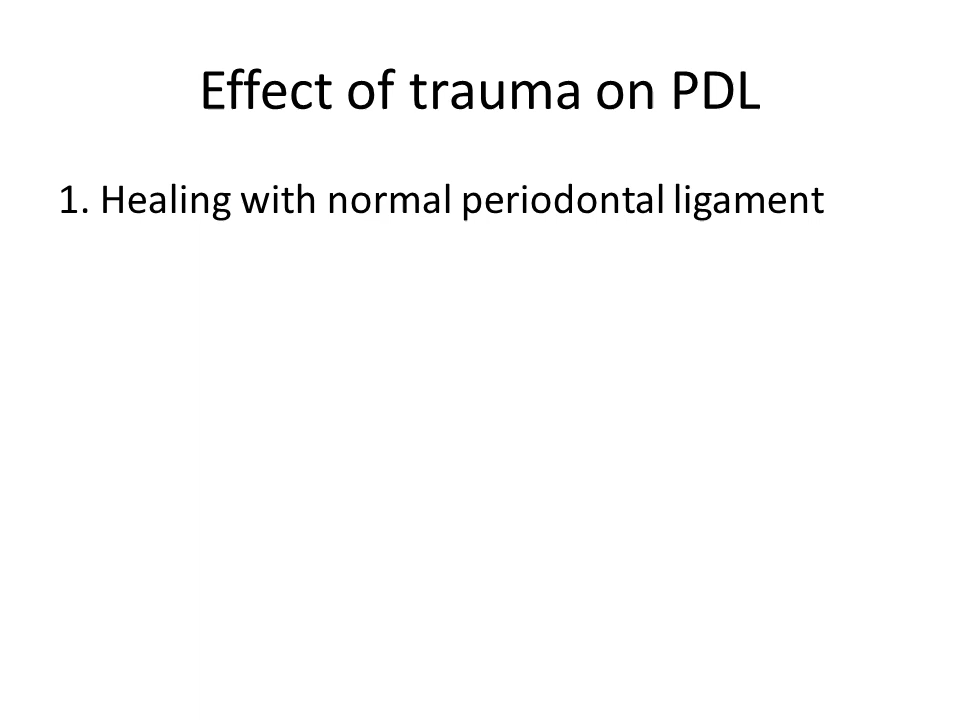 Effect of trauma on PDL
1. Healing with normal periodontal ligament